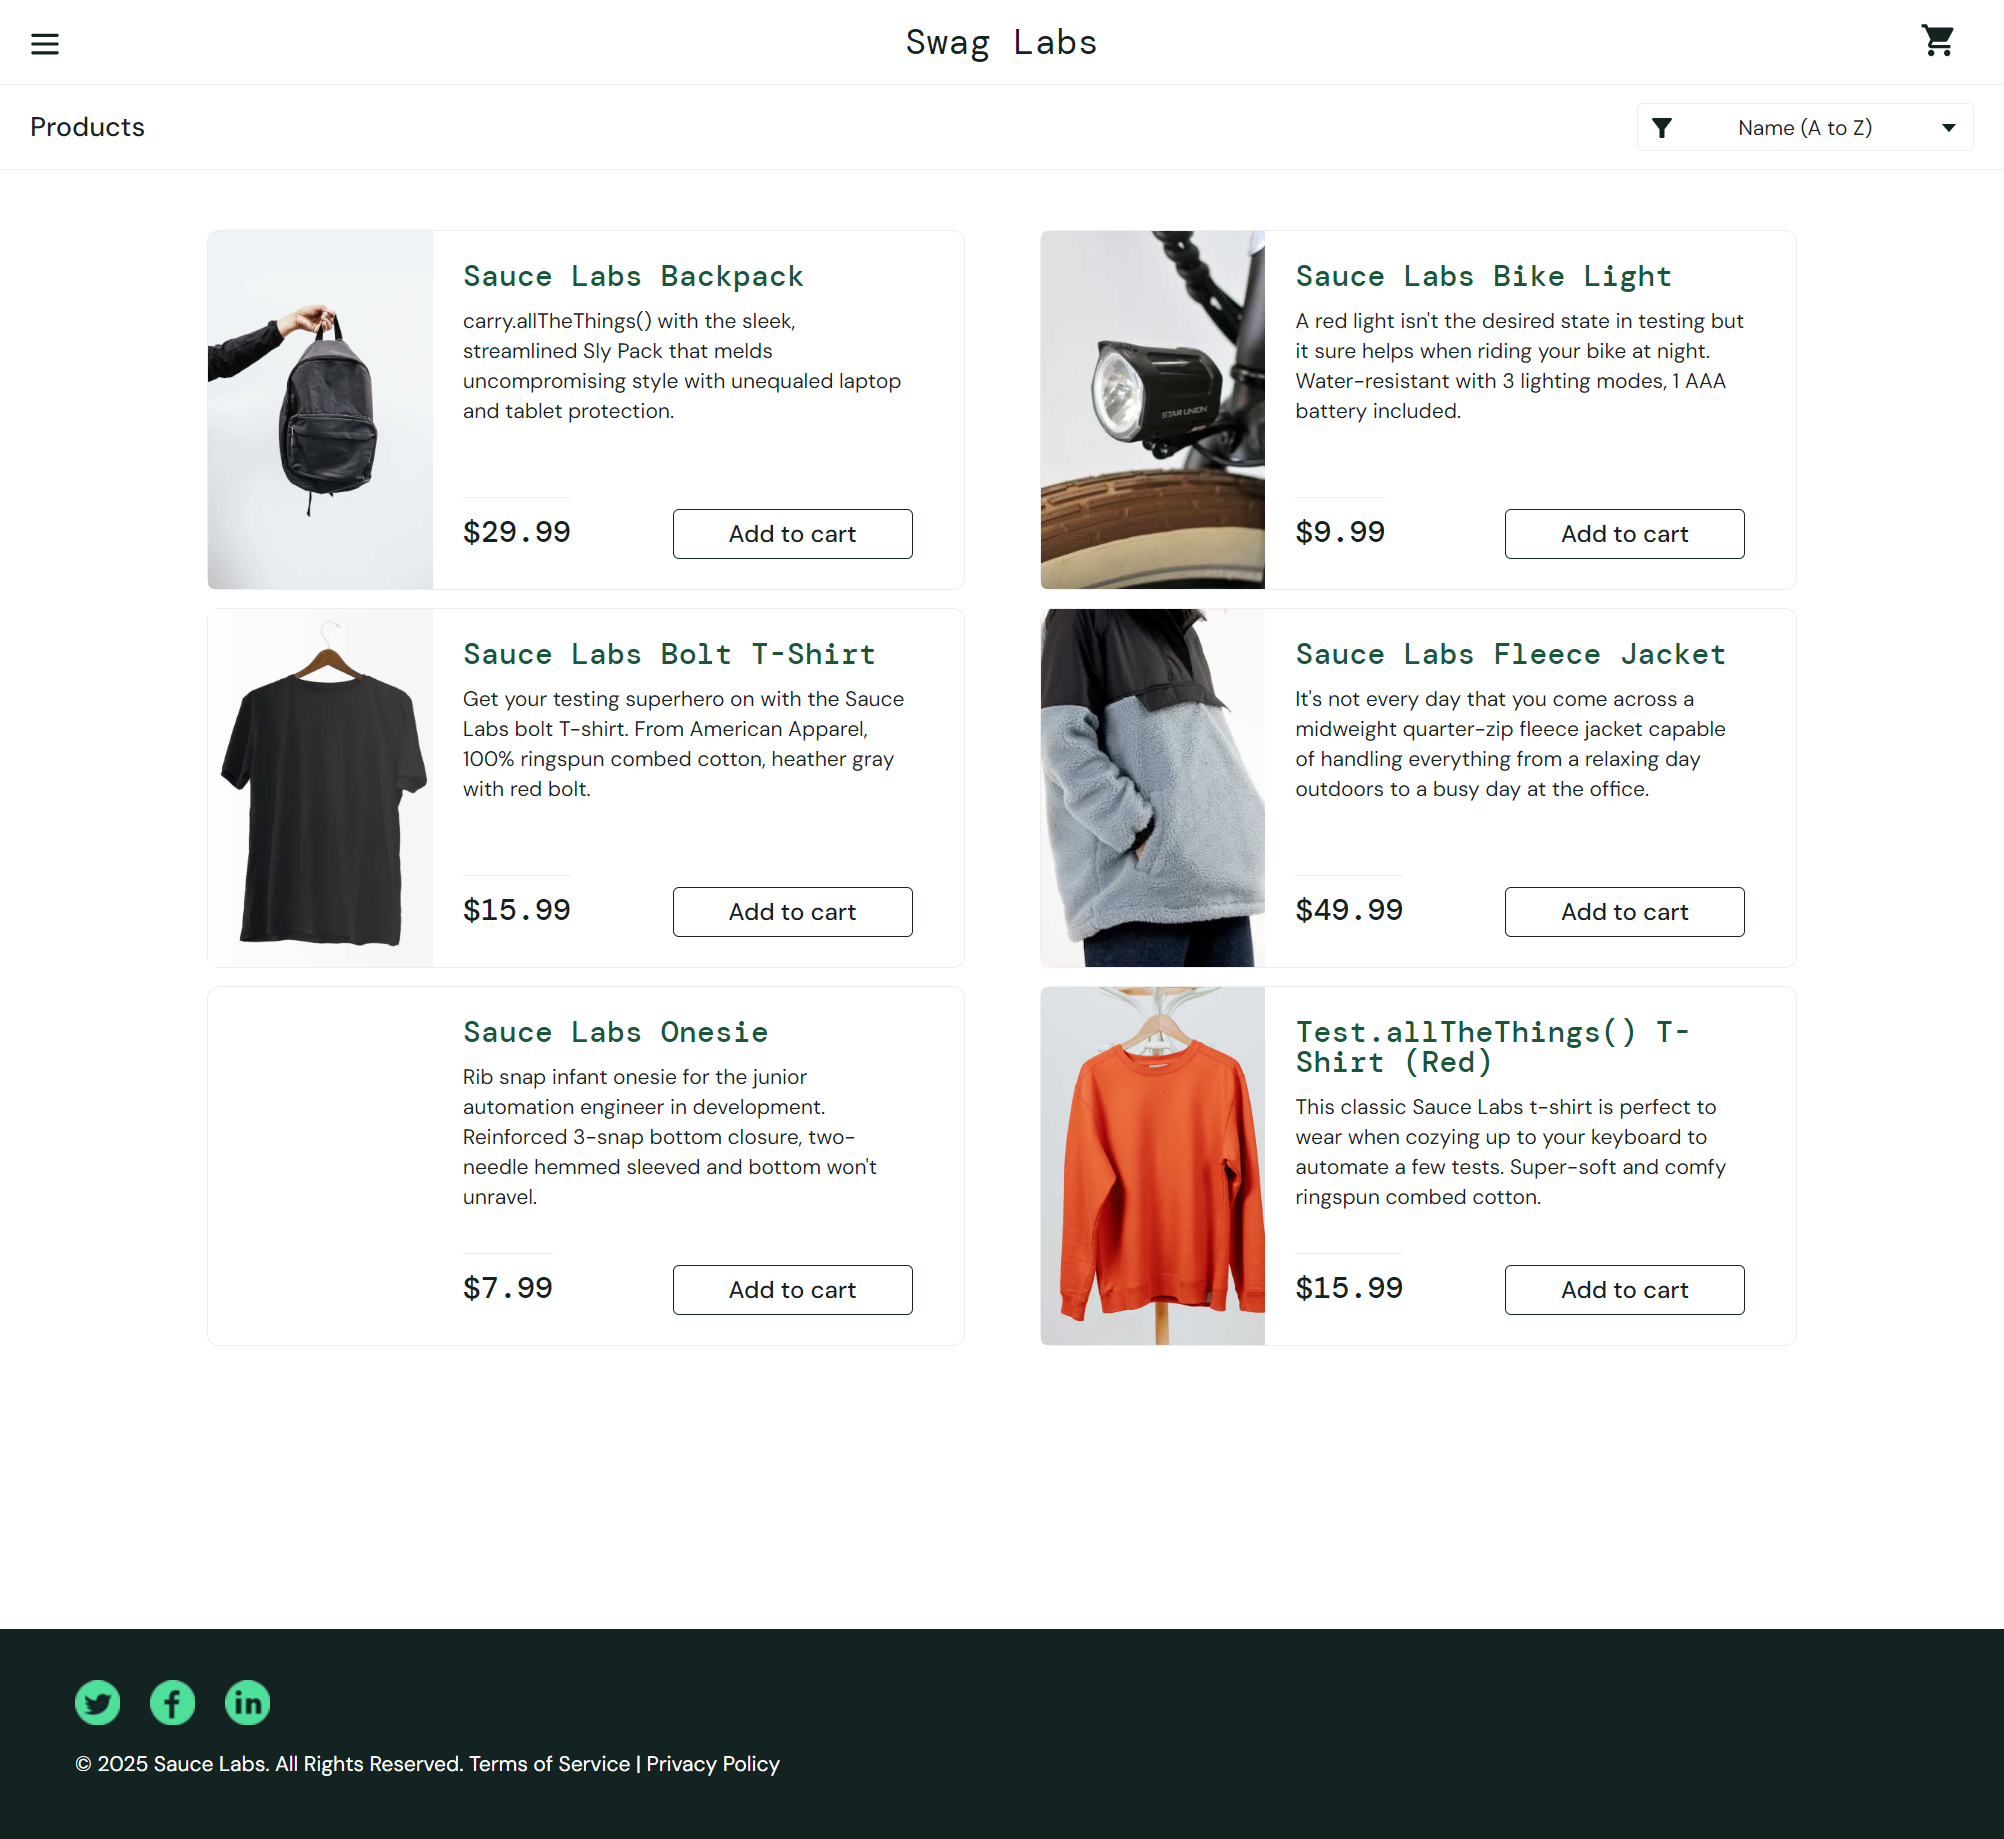 Swag Labs
Products
Name (A to Z)
Sauce Labs Backpack
carry.allTheThings() with the sleek,
streamlined Sly Pack that melds
uncompromising style with unequaled laptop
and tablet protection.
$29.99
Add to cart
STAR UNION
Sauce Labs Bike Light
A red light isn't the desired state in testing but
it sure helps when riding your bike at night.
Water-resistant with 3 lighting modes, 1 AAA
battery included.
$9.99
Add to cart
Sauce Labs Bolt T-Shirt
Get your testing superhero on with the Sauce
Labs bolt T-shirt. From American Apparel,
100% ringspun combed cotton, heather gray
with red bolt.
$15.99
Add to cart
Sauce Labs Fleece Jacket
It's not every day that you come across a
midweight quarter-zip fleece jacket capable
of handling everything from a relaxing day
outdoors to a busy day at the office.
$49.99
Add to cart
Sauce Labs Onesie
Rib snap infant onesie for the junior
automation engineer in development.
Reinforced 3-snap bottom closure, two-
needle hemmed sleeved and bottom won't
unravel.
$7.99
Add to cart
Test.allTheThings() T-
Shirt (Red)
This classic Sauce Labs t-shirt is perfect to
wear when cozying up to your keyboard to
automate a few tests. Super-soft and comfy
ringspun combed cotton.
$15.99
Add to cart
© 2025 Sauce Labs. All Rights Reserved. Terms of Service | Privacy Policy